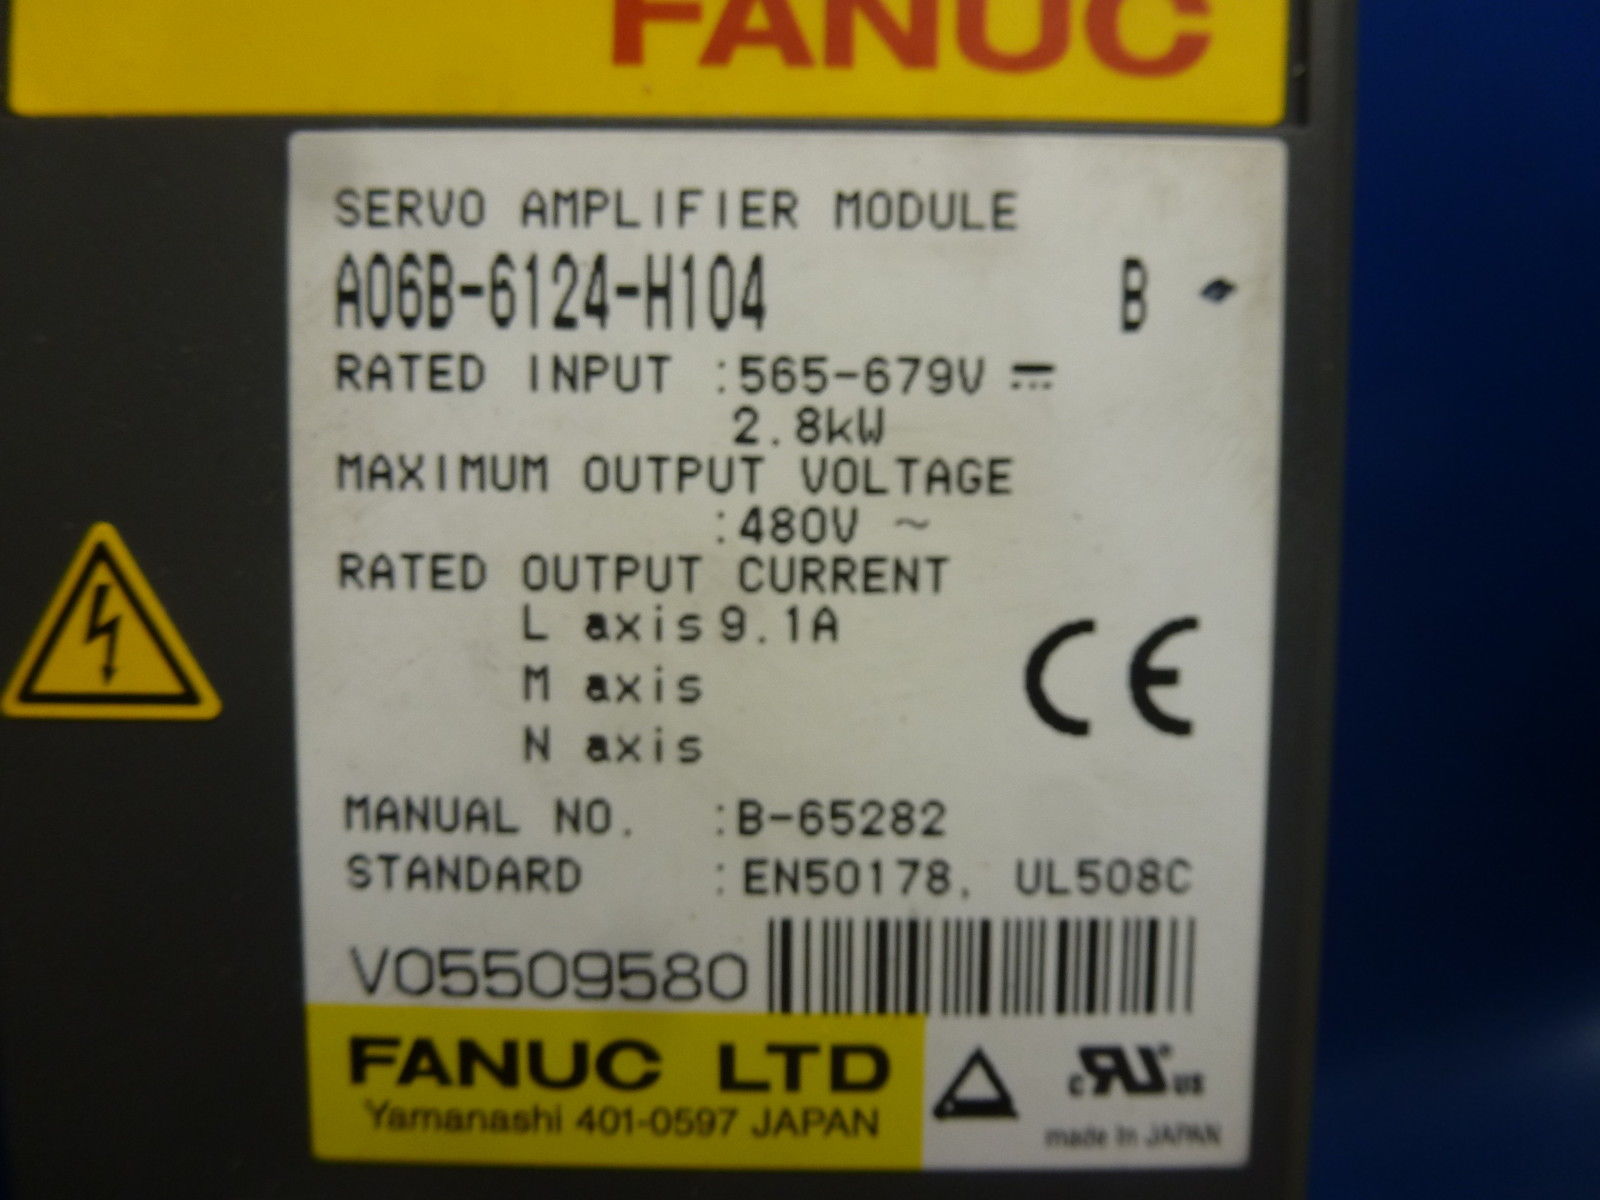 FANUC
SERVO AMPLIFIER MODULE
A06B-6124-H104 B
RATED INPUT :565-679V ⎓
2.8kW
MAXIMUM OUTPUT VOLTAGE
:480V ~
RATED OUTPUT CURRENT
L axis 9.1A
M axis
N axis
CE
MANUAL NO. :B-65282
STANDARD :EN50178, UL508C
V05509580
FANUC LTD
Yamanashi 401-0597 JAPAN
c RU us
made in JAPAN